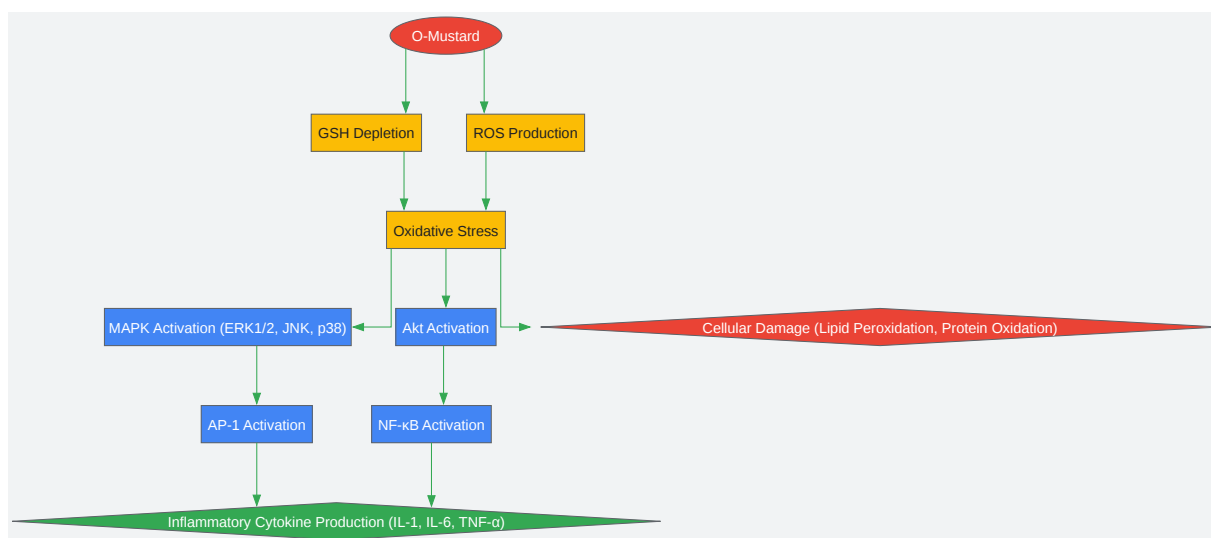 O-Mustard
GSH Depletion
ROS Production
Oxidative Stress
MAPK Activation (ERK1/2, JNK, p38)
Akt Activation
Cellular Damage (Lipid Peroxidation, Protein Oxidation)
AP-1 Activation
NF-κB Activation
Inflammatory Cytokine Production (IL-1, IL-6, TNF-α)